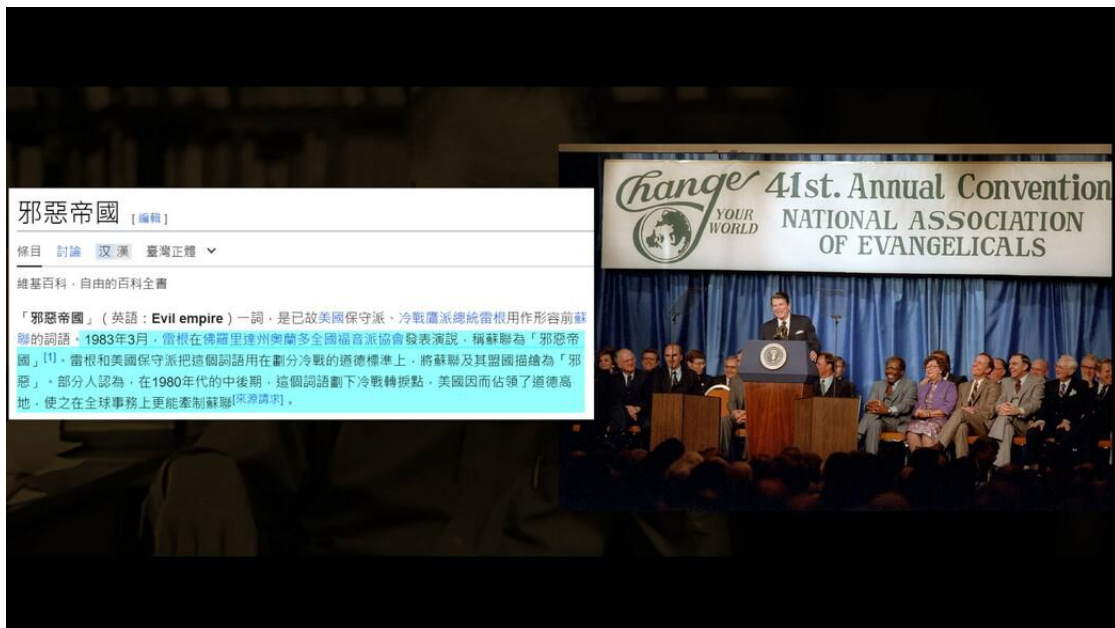 邪惡帝國 [編輯]
條目 討論 汉 漢 臺灣正體
維基百科，自由的百科全書
「邪惡帝國」（英語：Evil empire）一詞，是已故美國保守派、冷戰鷹派總統雷根用作形容前蘇
聯的詞語。1983年3月，雷根在佛羅里達州奧蘭多全國福音派協會發表演說，稱蘇聯為「邪惡帝
國」[1]。雷根和美國保守派把這個詞語用在劃分冷戰的道德標準上，將蘇聯及其盟國描繪為「邪
惡」。部分人認為，在1980年代的中後期，這個詞語劃下冷戰轉捩點，美國因而佔領了道德高
地，使之在全球事務上更能牽制蘇聯[來源請求]。
Change YOUR WORLD
41st. Annual Convention
NATIONAL ASSOCIATION
OF EVANGELICALS